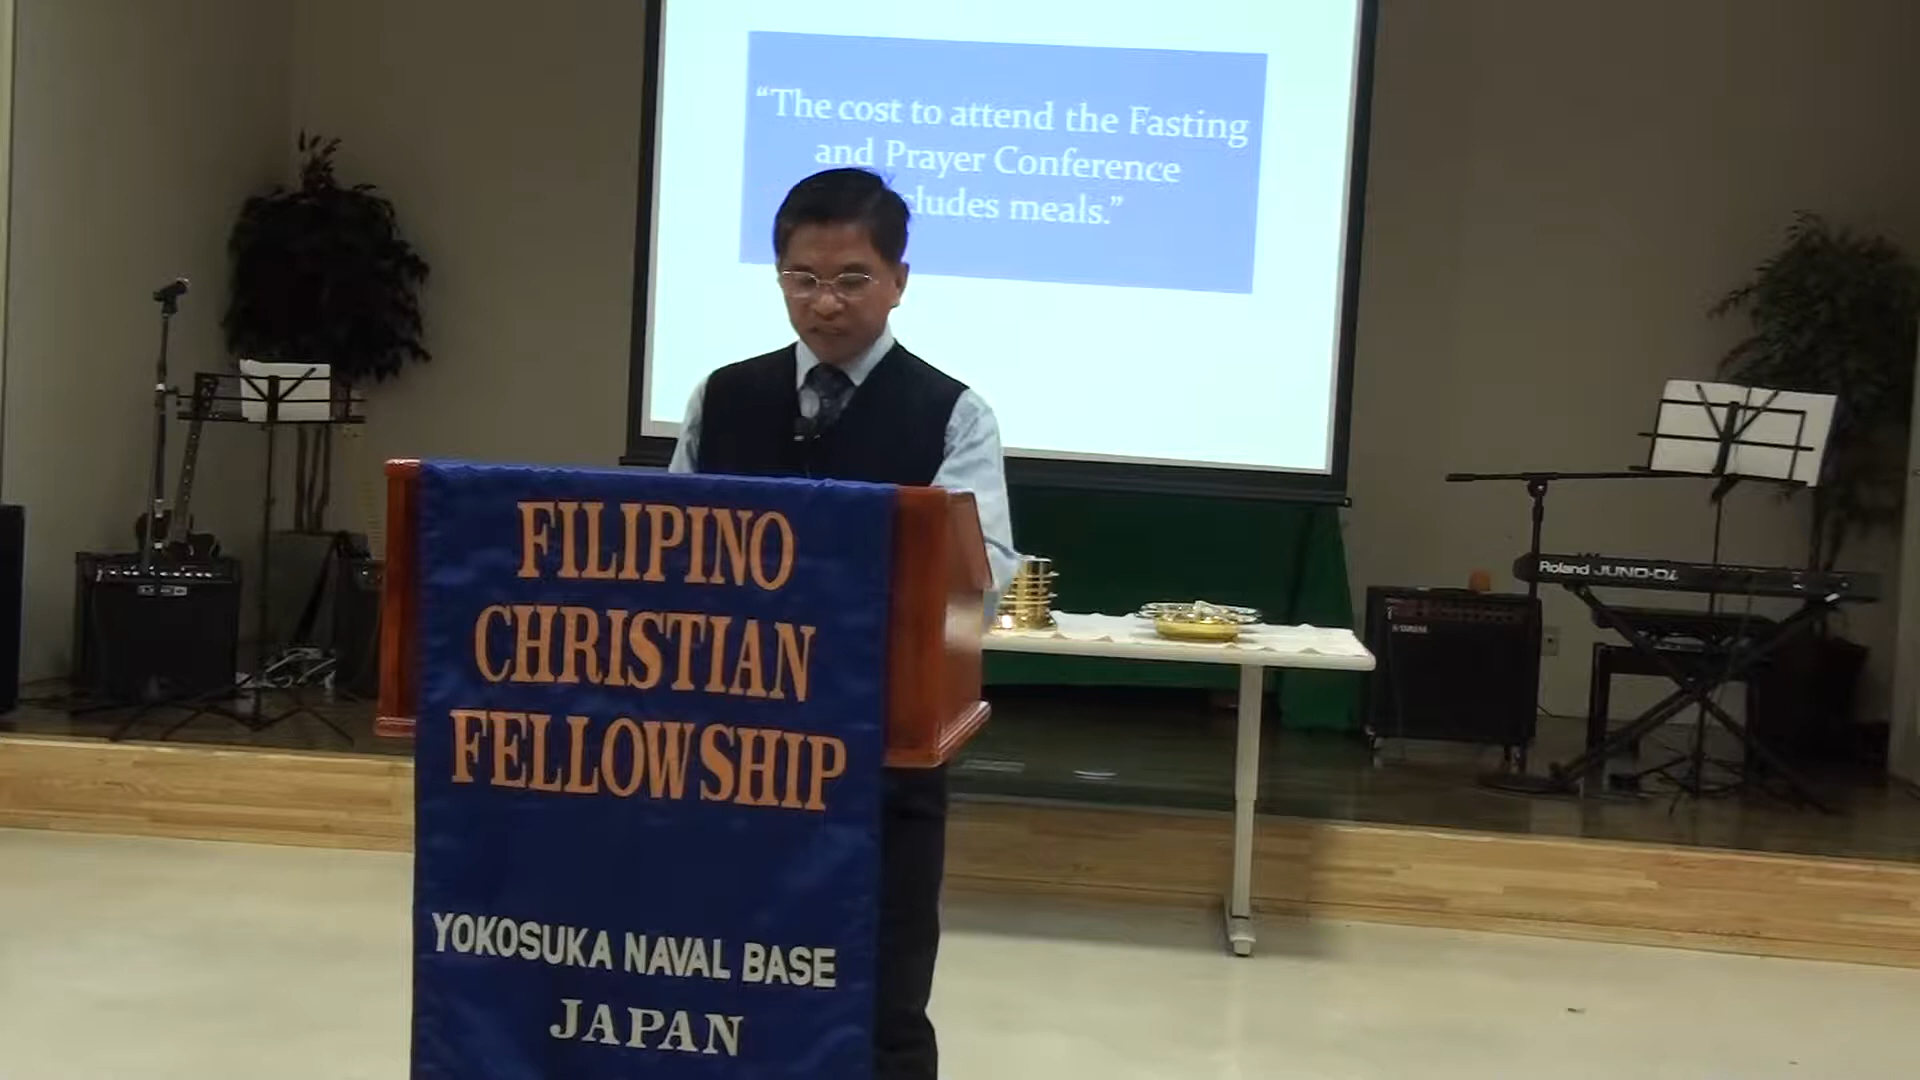 “The cost to attend the Fasting
and Prayer Conference
meals.”
FILIPINO
CHRISTIAN
FELLOWSHIP
YOKOSUKA NAVAL BASE
JAPAN
Roland JUNO-Di